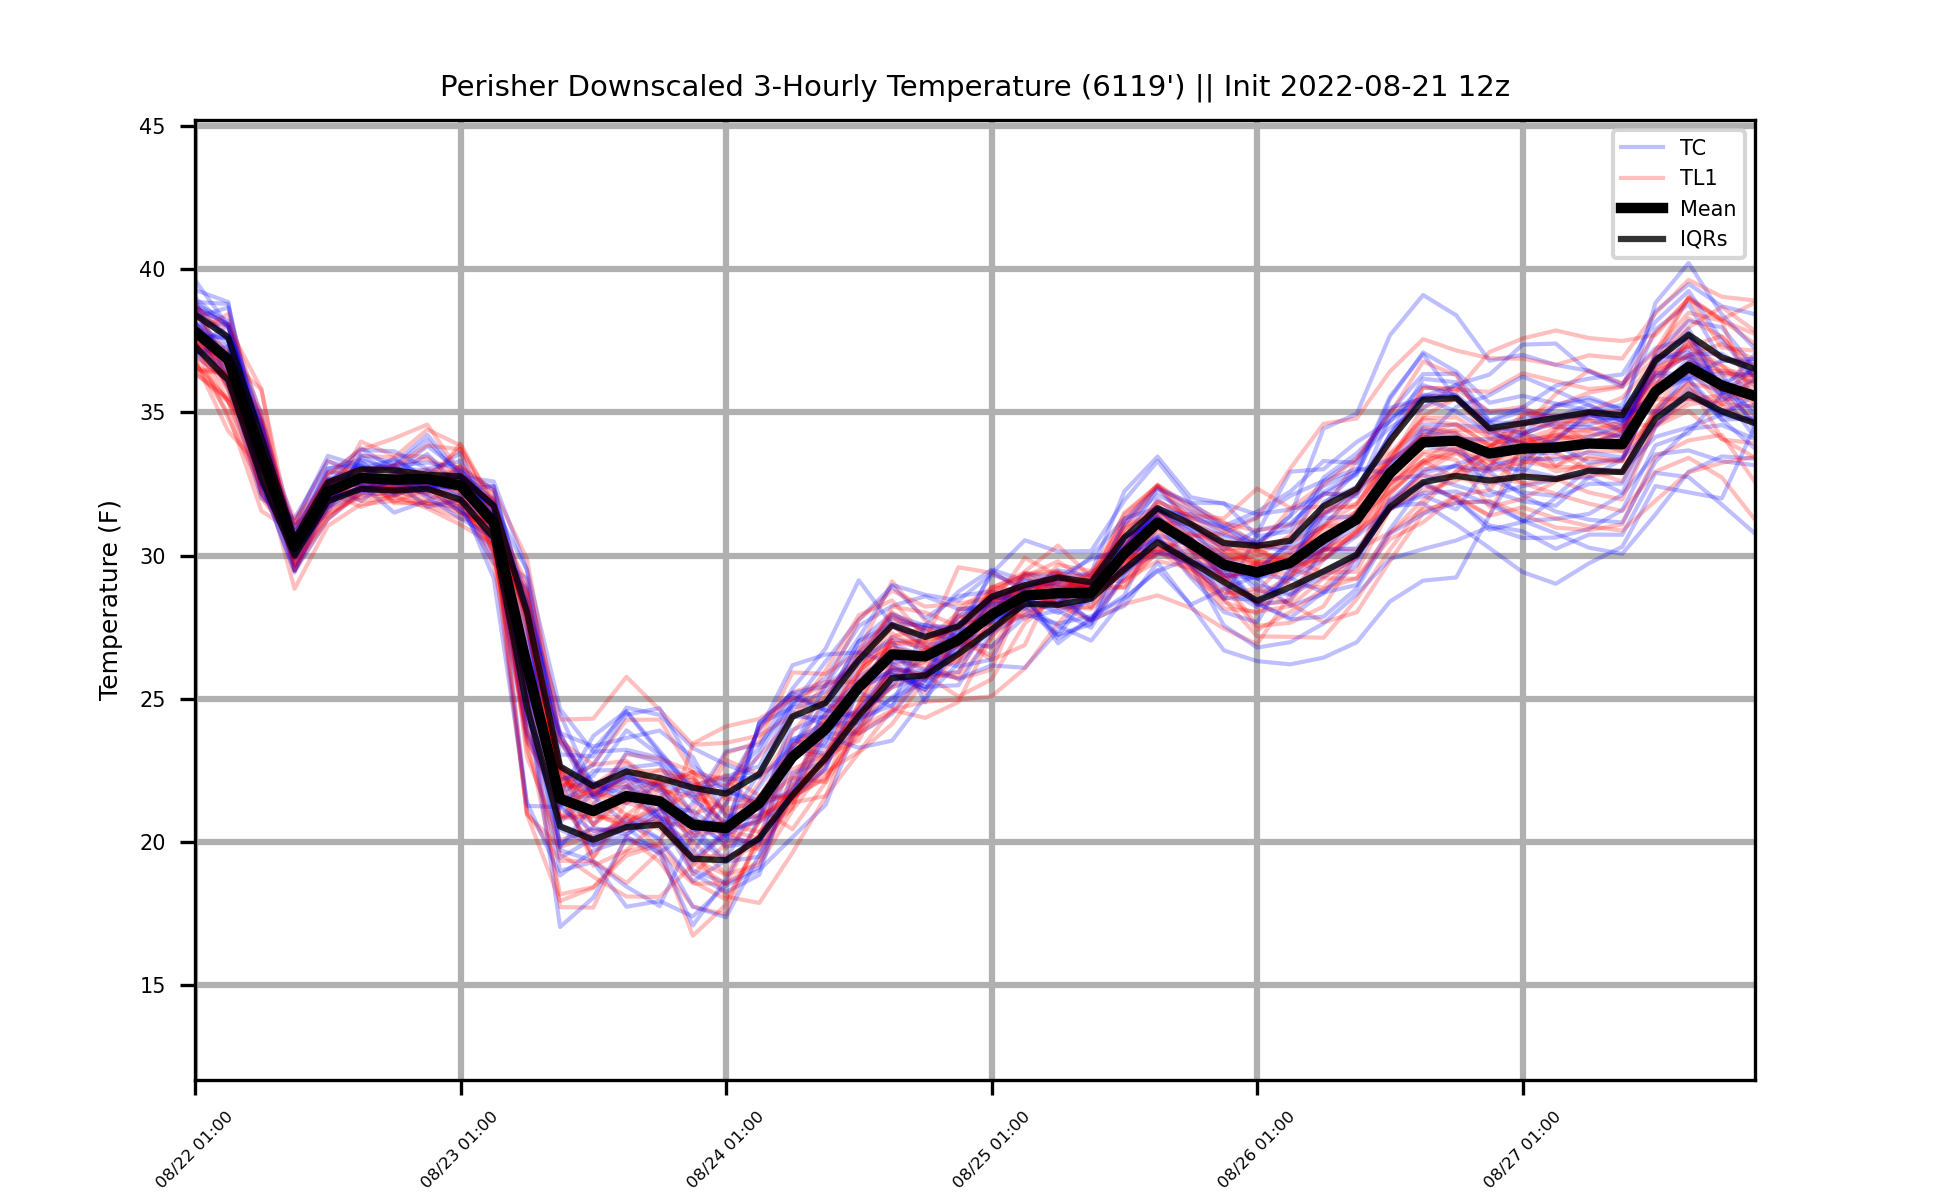 Perisher Downscaled 3-Hourly Temperature (6119') || Init 2022-08-21 12z
Temperature (F)
45
40
35
30
25
20
15
TC
TL1
Mean
IQRs
08/22 01:00
08/23 01:00
08/24 01:00
08/25 01:00
08/26 01:00
08/27 01:00